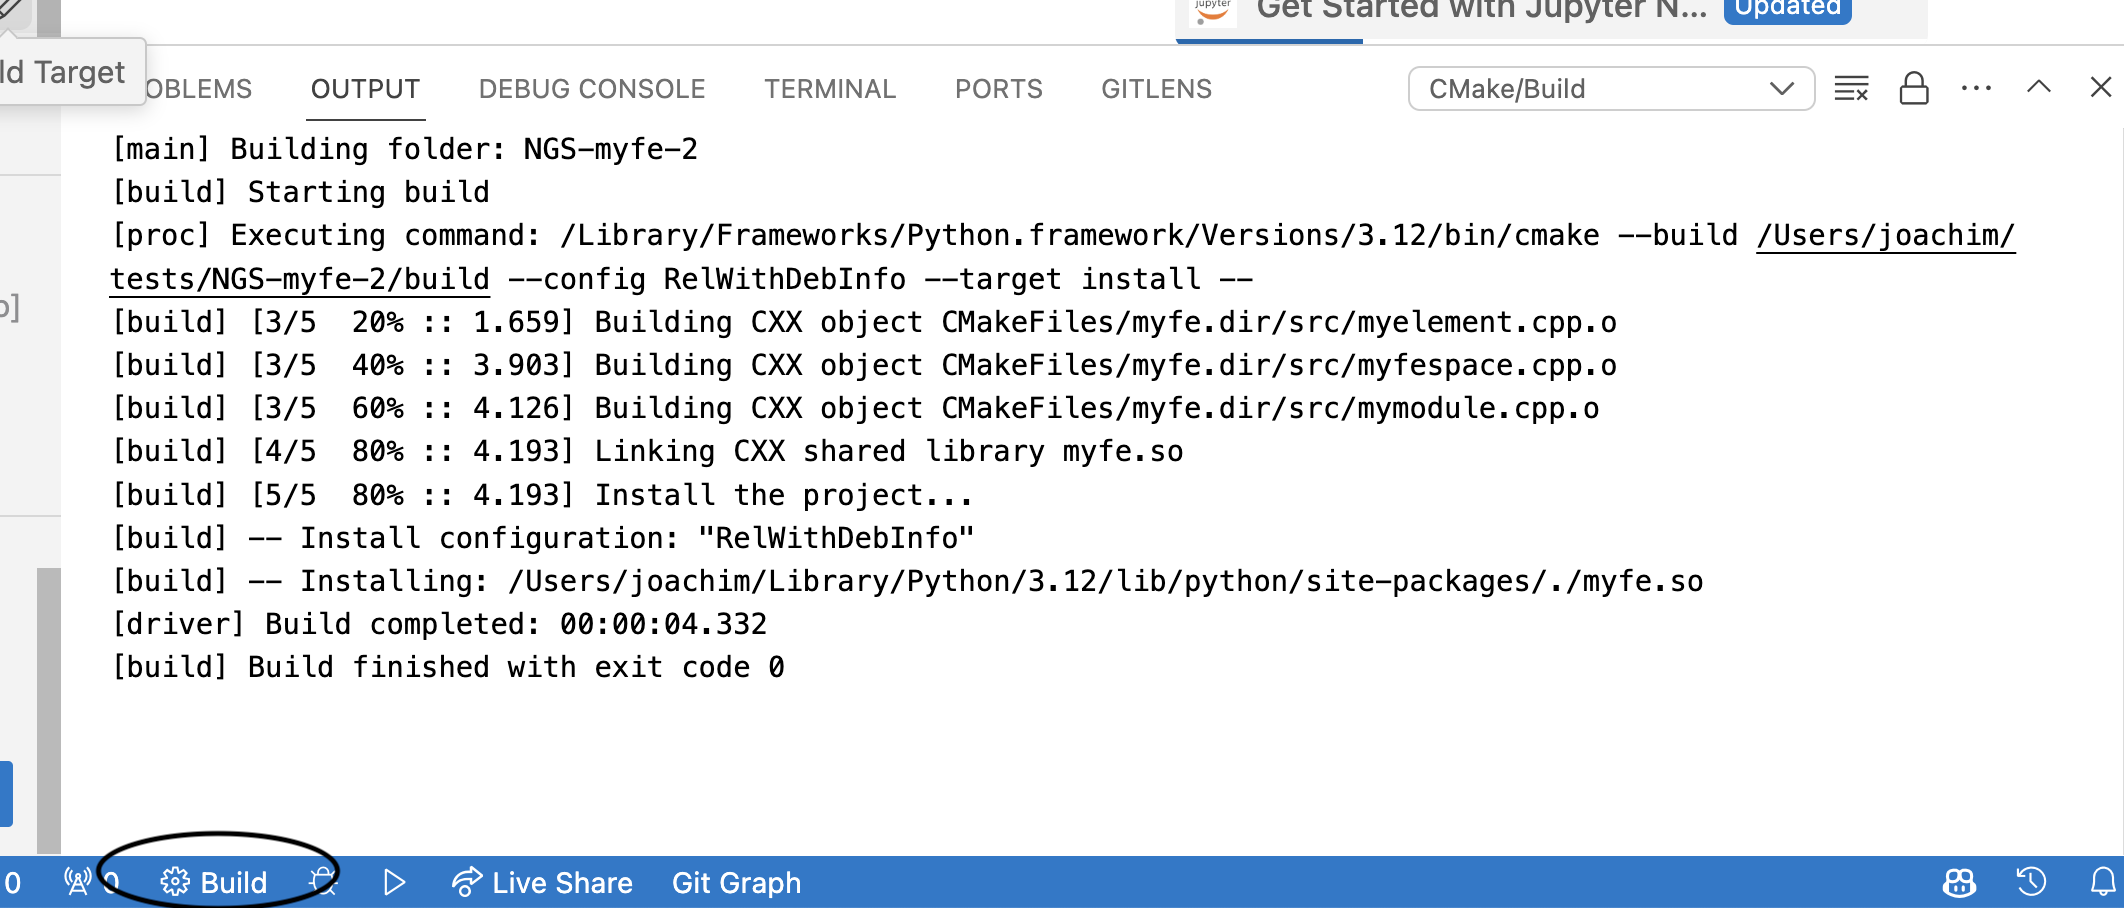 jupyter Get Started with Jupyter N... Updated
ld Target
OBLEMS OUTPUT DEBUG CONSOLE TERMINAL PORTS GITLENS CMake/Build
[main] Building folder: NGS-myfe-2
[build] Starting build
[proc] Executing command: /Library/Frameworks/Python.framework/Versions/3.12/bin/cmake --build /Users/joachim/
tests/NGS-myfe-2/build --config RelWithDebInfo --target install --
[build] [3/5  20% :: 1.659] Building CXX object CMakeFiles/myfe.dir/src/myelement.cpp.o
[build] [3/5  40% :: 3.903] Building CXX object CMakeFiles/myfe.dir/src/myfespace.cpp.o
[build] [3/5  60% :: 4.126] Building CXX object CMakeFiles/myfe.dir/src/mymodule.cpp.o
[build] [4/5  80% :: 4.193] Linking CXX shared library myfe.so
[build] [5/5  80% :: 4.193] Install the project...
[build] -- Install configuration: "RelWithDebInfo"
[build] -- Installing: /Users/joachim/Library/Python/3.12/lib/python/site-packages/./myfe.so
[driver] Build completed: 00:00:04.332
[build] Build finished with exit code 0
0 0 Build Live Share Git Graph